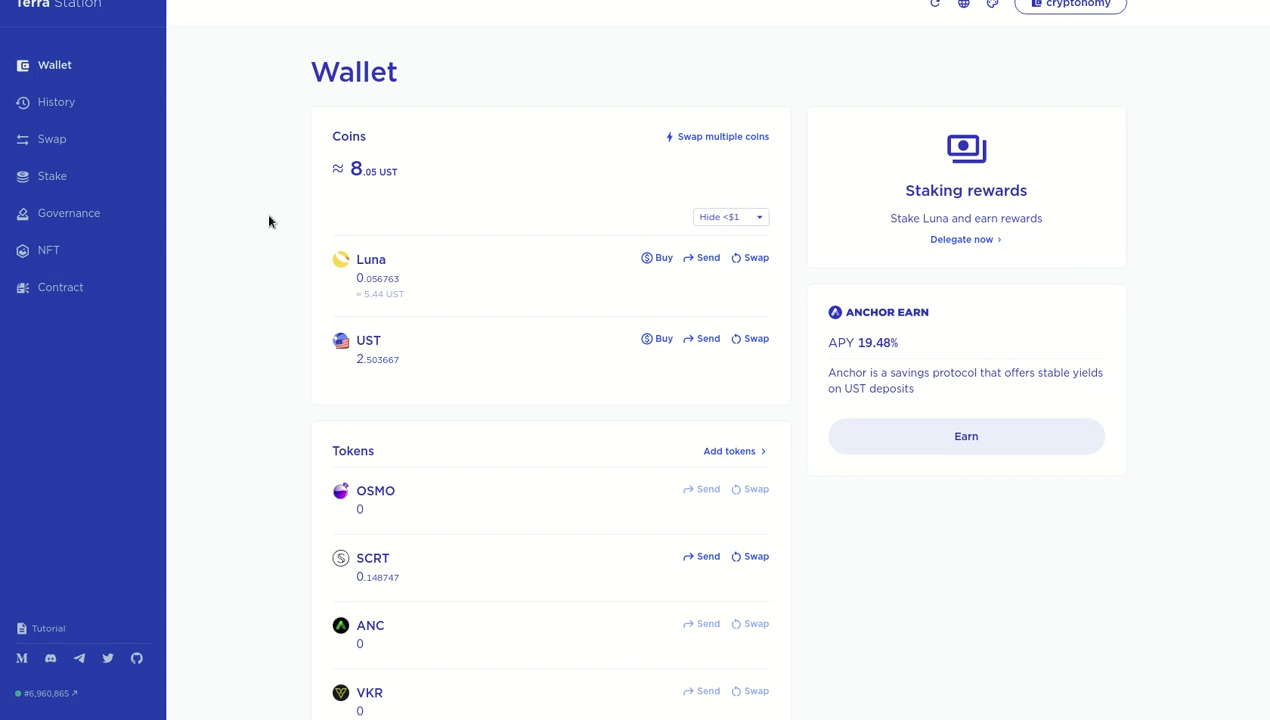 Terra Station
cryptonomy
Wallet
History
Swap
Stake
Governance
NFT
Contract
Tutorial
#6,960,865
Wallet
Coins
Swap multiple coins
≈ 8.05 UST
Hide <$1
Luna
Buy Send Swap
0.056763
≈ 5.44 UST
UST
Buy Send Swap
2.503667
Tokens
Add tokens
OSMO
Send Swap
0
SCRT
Send Swap
0.148747
ANC
Send Swap
0
VKR
Send Swap
0
Staking rewards
Stake Luna and earn rewards
Delegate now
ANCHOR EARN
APY 19.48%
Anchor is a savings protocol that offers stable yields
on UST deposits
Earn